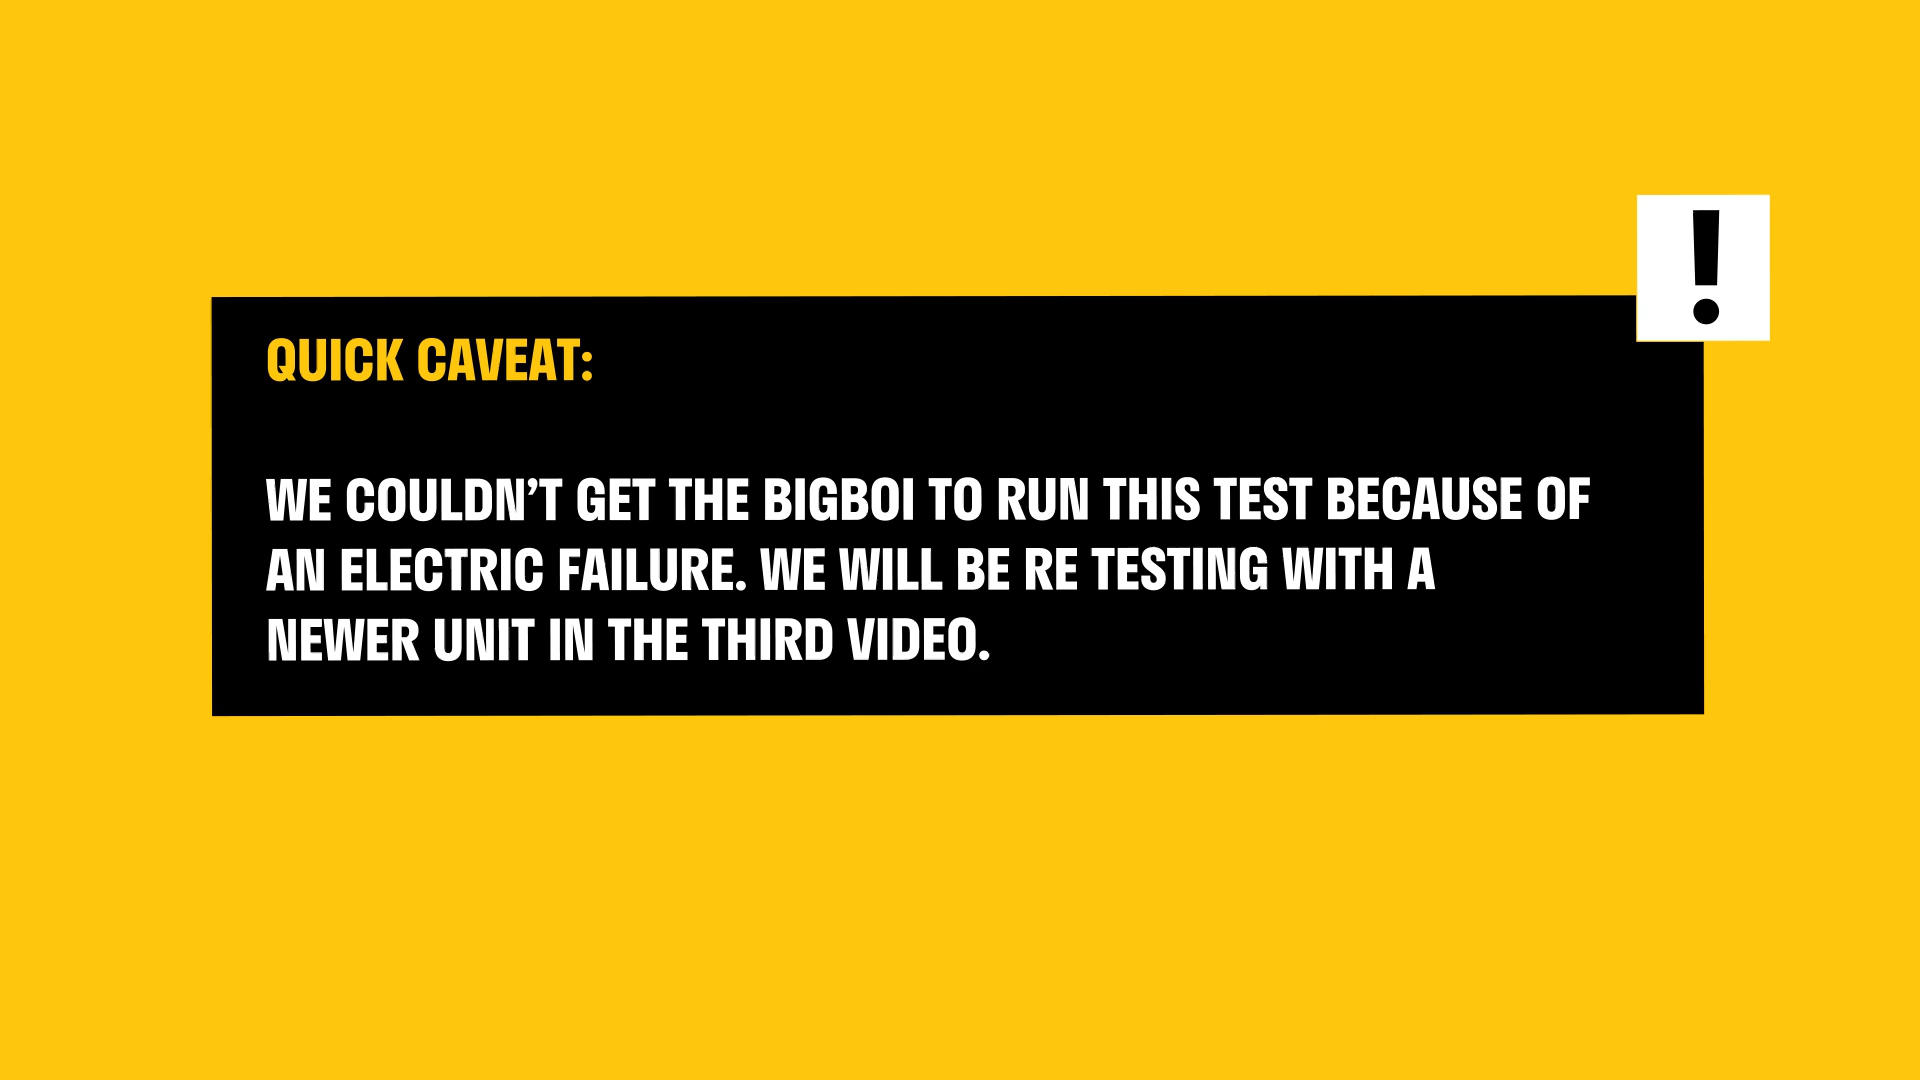 !
QUICK CAVEAT:
WE COULDN’T GET THE BIGBOI TO RUN THIS TEST BECAUSE OF
AN ELECTRIC FAILURE. WE WILL BE RE TESTING WITH A
NEWER UNIT IN THE THIRD VIDEO.